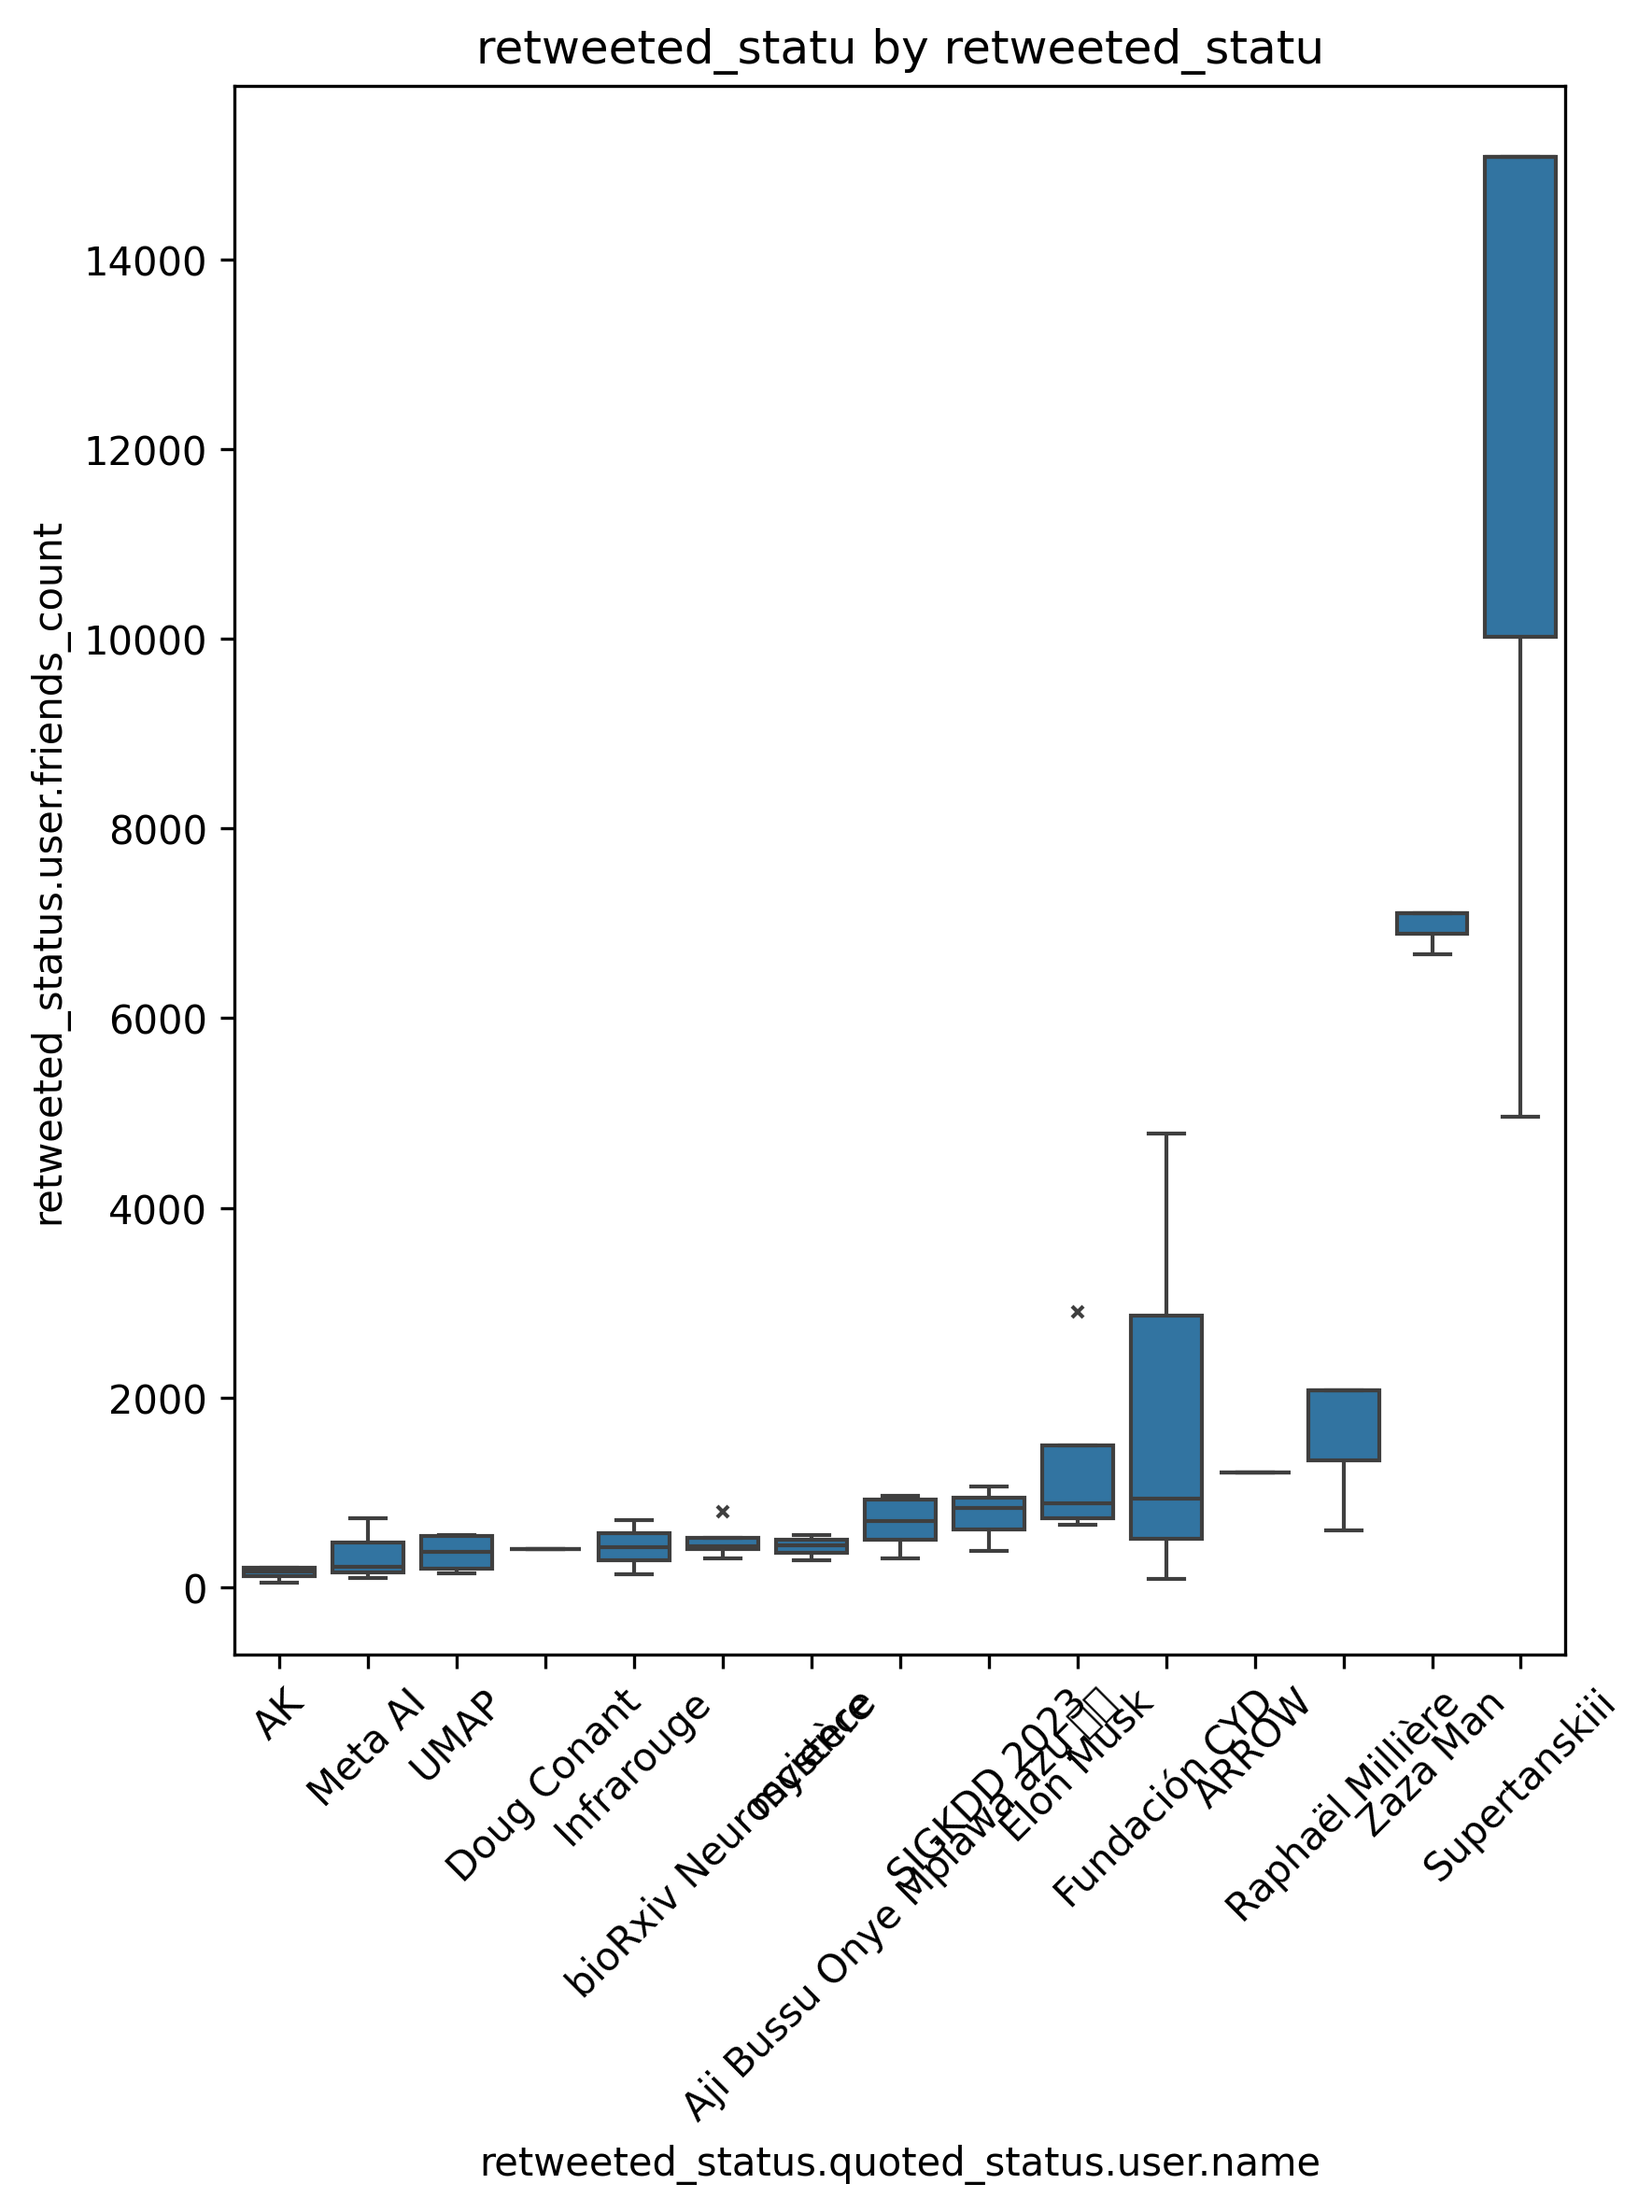 retweeted_statu by retweeted_statu
retweeted_status.user.friends_count
14000
12000
10000
8000
6000
4000
2000
0
AK
Meta AI
UMAP
Doug Conant
Infrarouge
bioRxiv Neuroscience
mystère
SIGKDD 2023
Aji Bussu Onye Mpiawa azu
Elon Musk
Fundación CYD
ARROW
Raphaël Millière
Zaza Man
Supertanskiii
retweeted_status.quoted_status.user.name